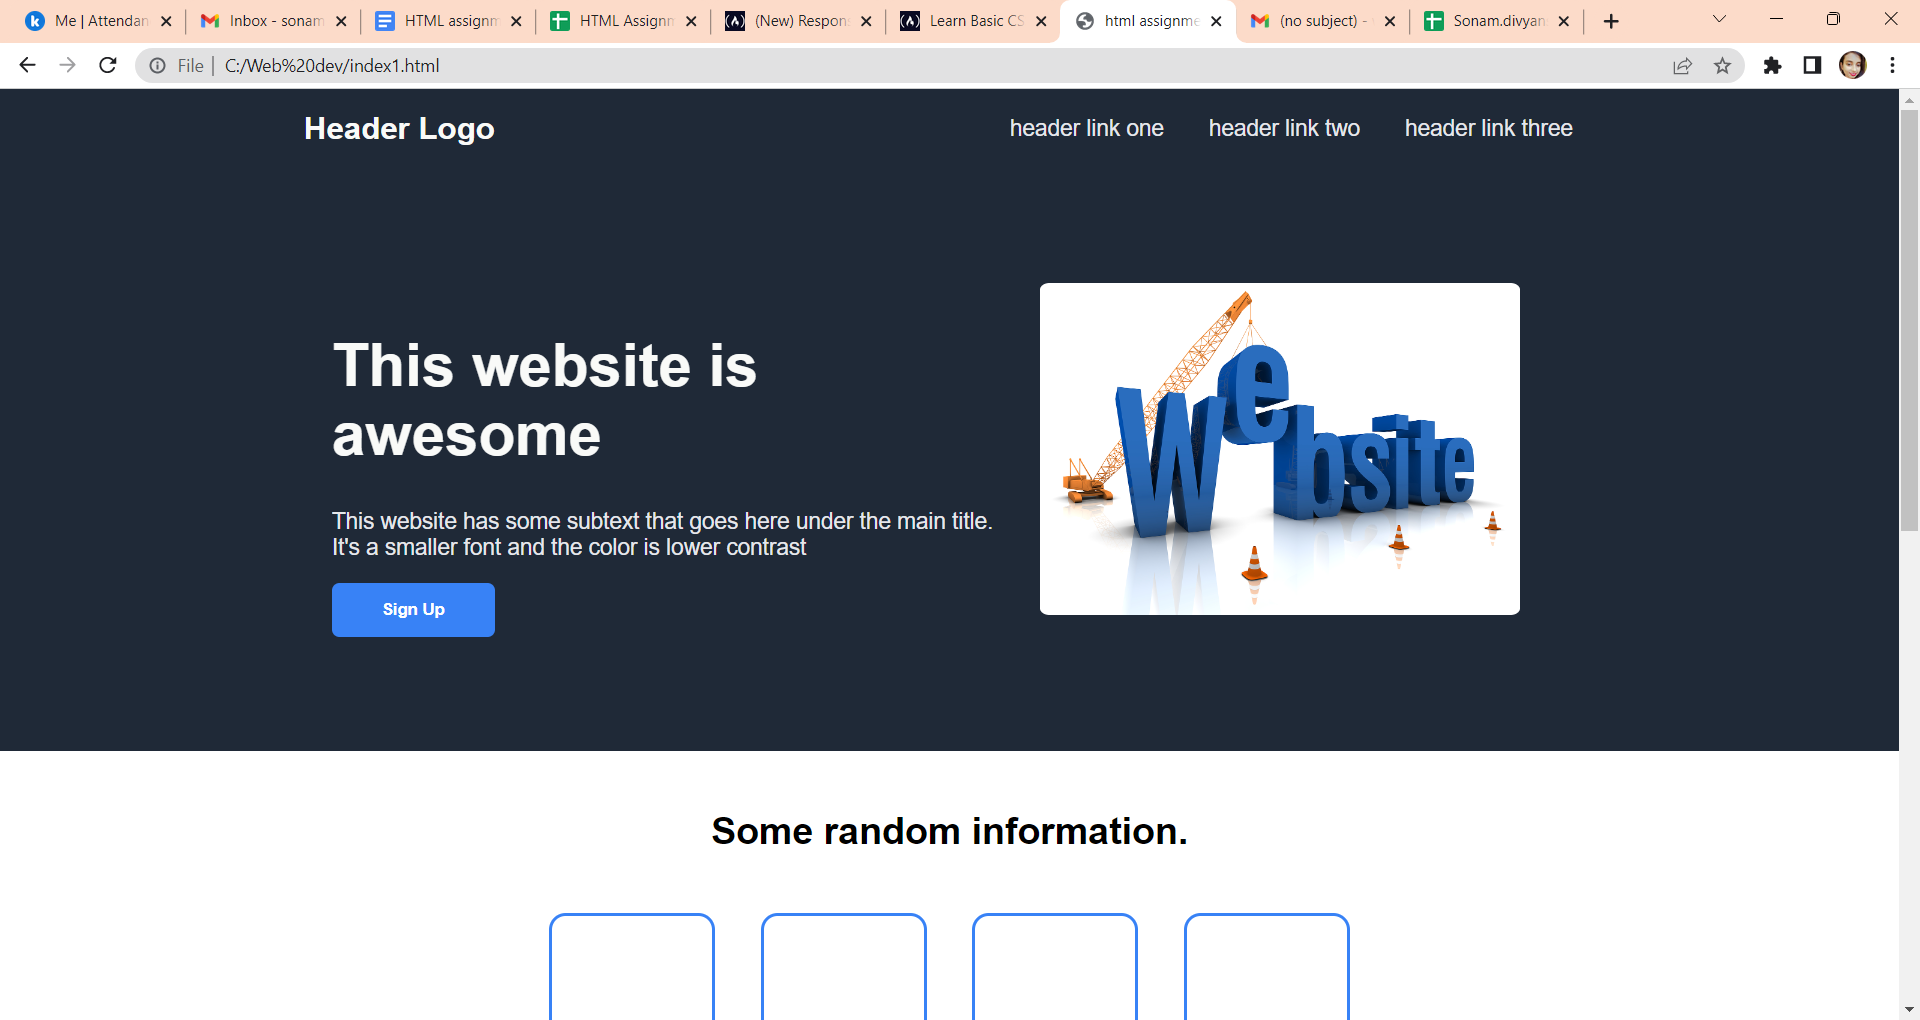 Me | Attendan
Inbox - sonam
HTML assignm
HTML Assignm
(New) Respon
Learn Basic CS
html assignme
(no subject) -
Sonam.divyan
File | C:/Web%20dev/index1.html
Header Logo
header link one
header link two
header link three
This website is
awesome
This website has some subtext that goes here under the main title.
It's a smaller font and the color is lower contrast
Sign Up
Website
Some random information.